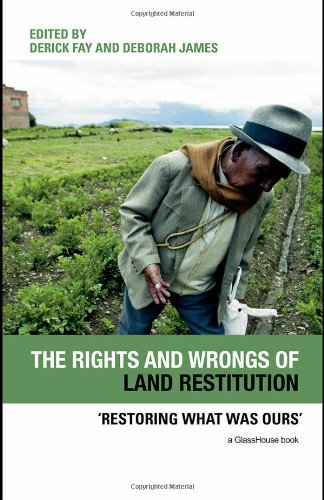 EDITED BY
DERICK FAY AND DEBORAH JAMES
THE RIGHTS AND WRONGS OF
LAND RESTITUTION
'RESTORING WHAT WAS OURS'
a GlassHouse book